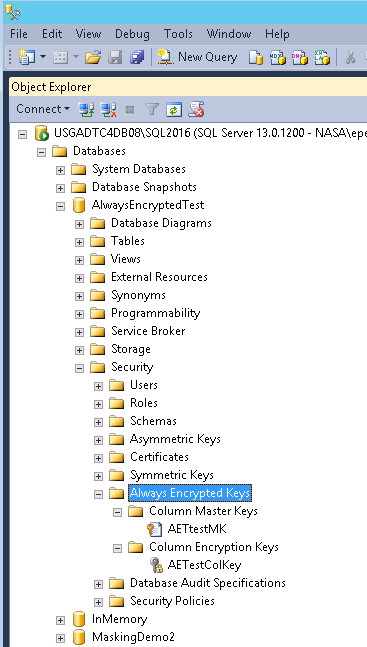 File Edit View Debug Tools Window Help
New Query
Object Explorer
Connect
USGADTC4DB08\SQL2016 (SQL Server 13.0.1200 - NASA\epe
Databases
System Databases
Database Snapshots
AlwaysEncryptedTest
Database Diagrams
Tables
Views
External Resources
Synonyms
Programmability
Service Broker
Storage
Security
Users
Roles
Schemas
Asymmetric Keys
Certificates
Symmetric Keys
Always Encrypted Keys
Column Master Keys
AETtestMK
Column Encryption Keys
AETestColKey
Database Audit Specifications
Security Policies
InMemory
MaskingDemo2